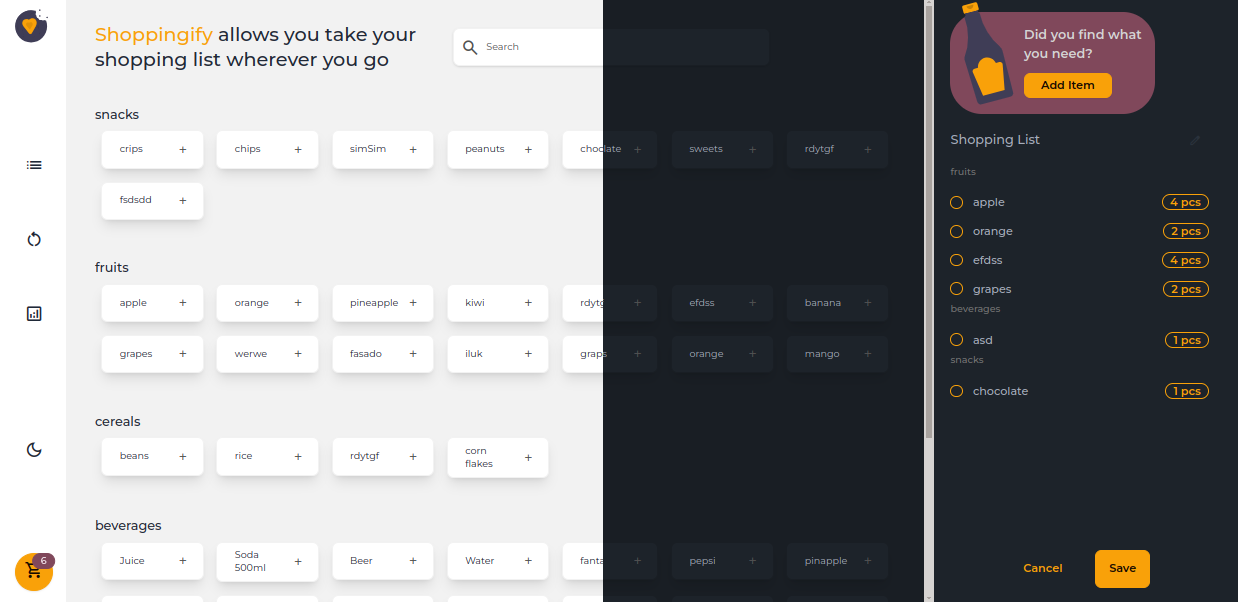 Shoppingify allows you take your
shopping list wherever you go
Search
snacks
crips +
chips +
simSim +
peanuts +
choclate +
sweets +
rdytgf +
fsdsdd +
fruits
apple +
orange +
pineapple +
kiwi +
rdytg +
efdss +
banana +
grapes +
werwe +
fasado +
iluk +
graps +
orange +
mango +
cereals
beans +
rice +
rdytgf +
corn
flakes +
beverages
Juice +
Soda
500ml +
Beer +
Water +
fanta +
pepsi +
pinapple +
6
Did you find what
you need?
Add Item
Shopping List
fruits
apple 4 pcs
orange 2 pcs
efdss 4 pcs
grapes 2 pcs
beverages
asd 1 pcs
snacks
chocolate 1 pcs
Cancel
Save